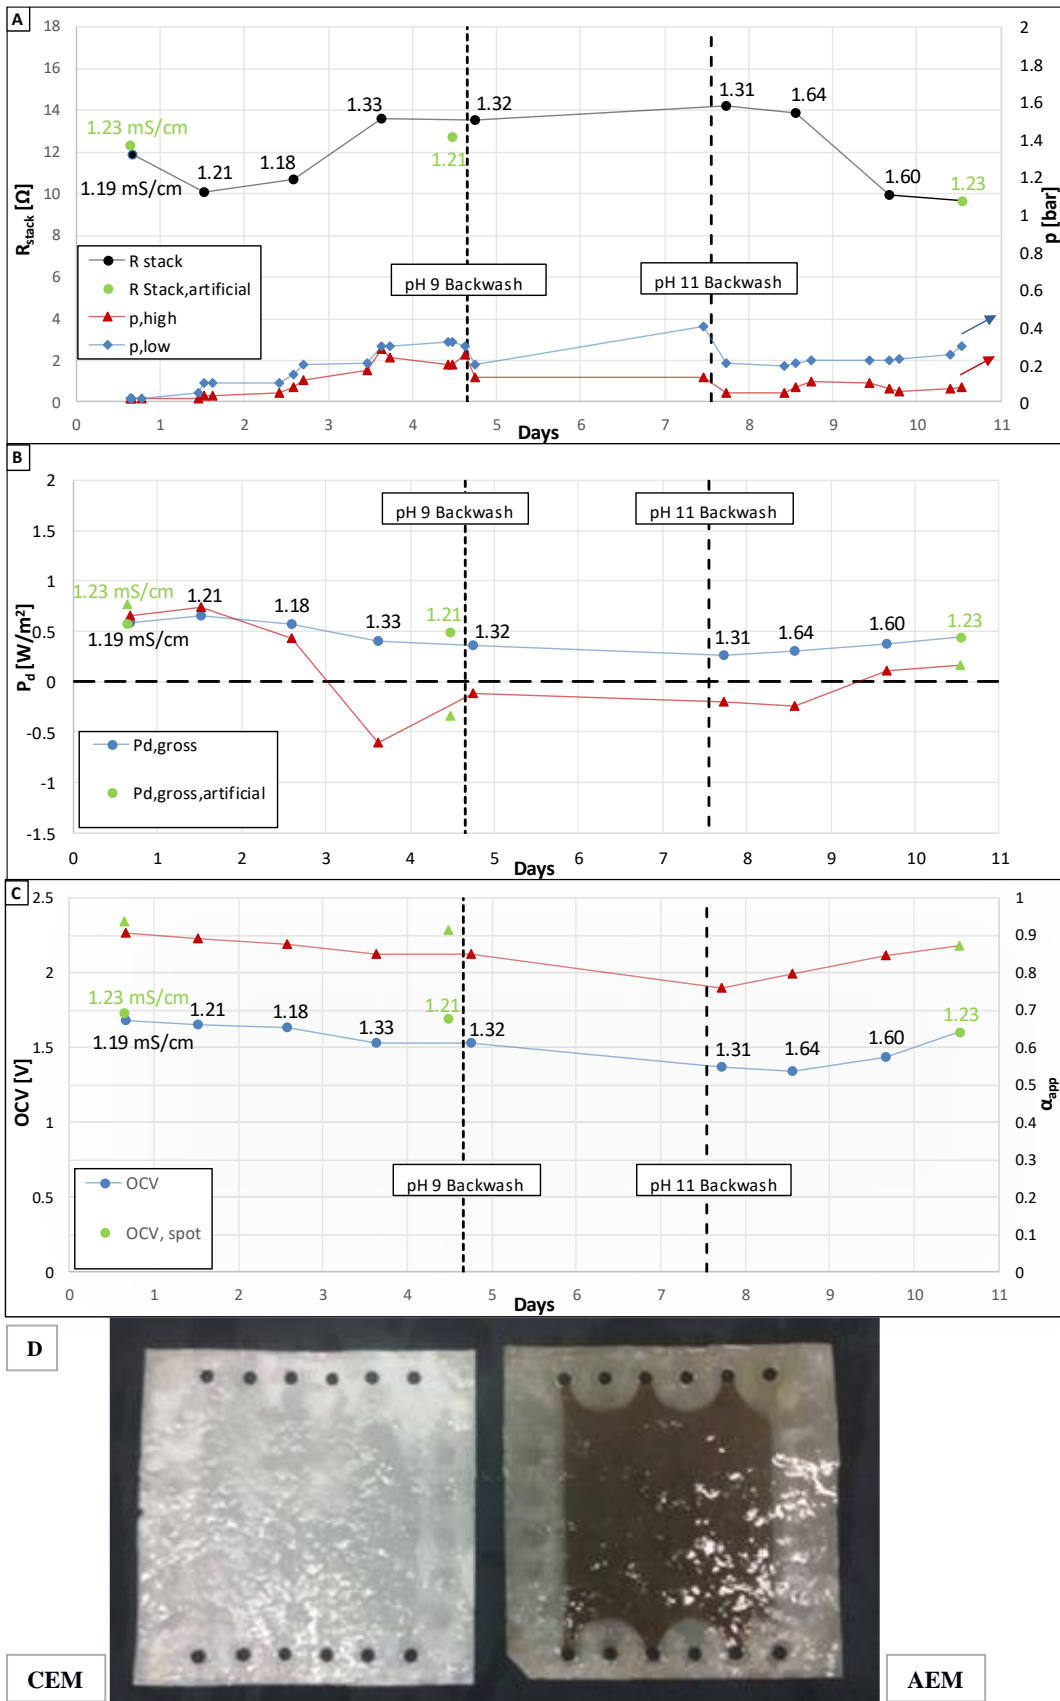 A
18
16
14
12
10
8
6
4
2
0
R stack [Ω]
2
1.8
1.6
1.4
1.2
1
0.8
0.6
0.4
0.2
0
p [bar]
1.23 mS/cm
1.19 mS/cm
1.21
1.18
1.33
1.21
1.32
1.31
1.64
1.60
1.23
R stack
R Stack,artificial
p,high
p,low
pH 9 Backwash
pH 11 Backwash
0 1 2 3 4 5 6 7 8 9 10 11
Days
B
2
1.5
1
0.5
0
-0.5
-1
-1.5
Pd [W/m²]
pH 9 Backwash
pH 11 Backwash
1.23 mS/cm
1.19 mS/cm
1.21
1.18
1.33
1.21
1.32
1.31
1.64
1.60
1.23
Pd,gross
Pd,gross,artificial
0 1 2 3 4 5 6 7 8 9 10 11
Days
C
2.5
2
1.5
1
0.5
0
OCV [V]
1
0.9
0.8
0.7
0.6
0.5
0.4
0.3
0.2
0.1
0
αapp
1.23 mS/cm
1.19 mS/cm
1.21
1.18
1.33
1.21
1.32
1.31
1.64
1.60
1.23
pH 9 Backwash
pH 11 Backwash
OCV
OCV, spot
0 1 2 3 4 5 6 7 8 9 10 11
Days
D
CEM
AEM